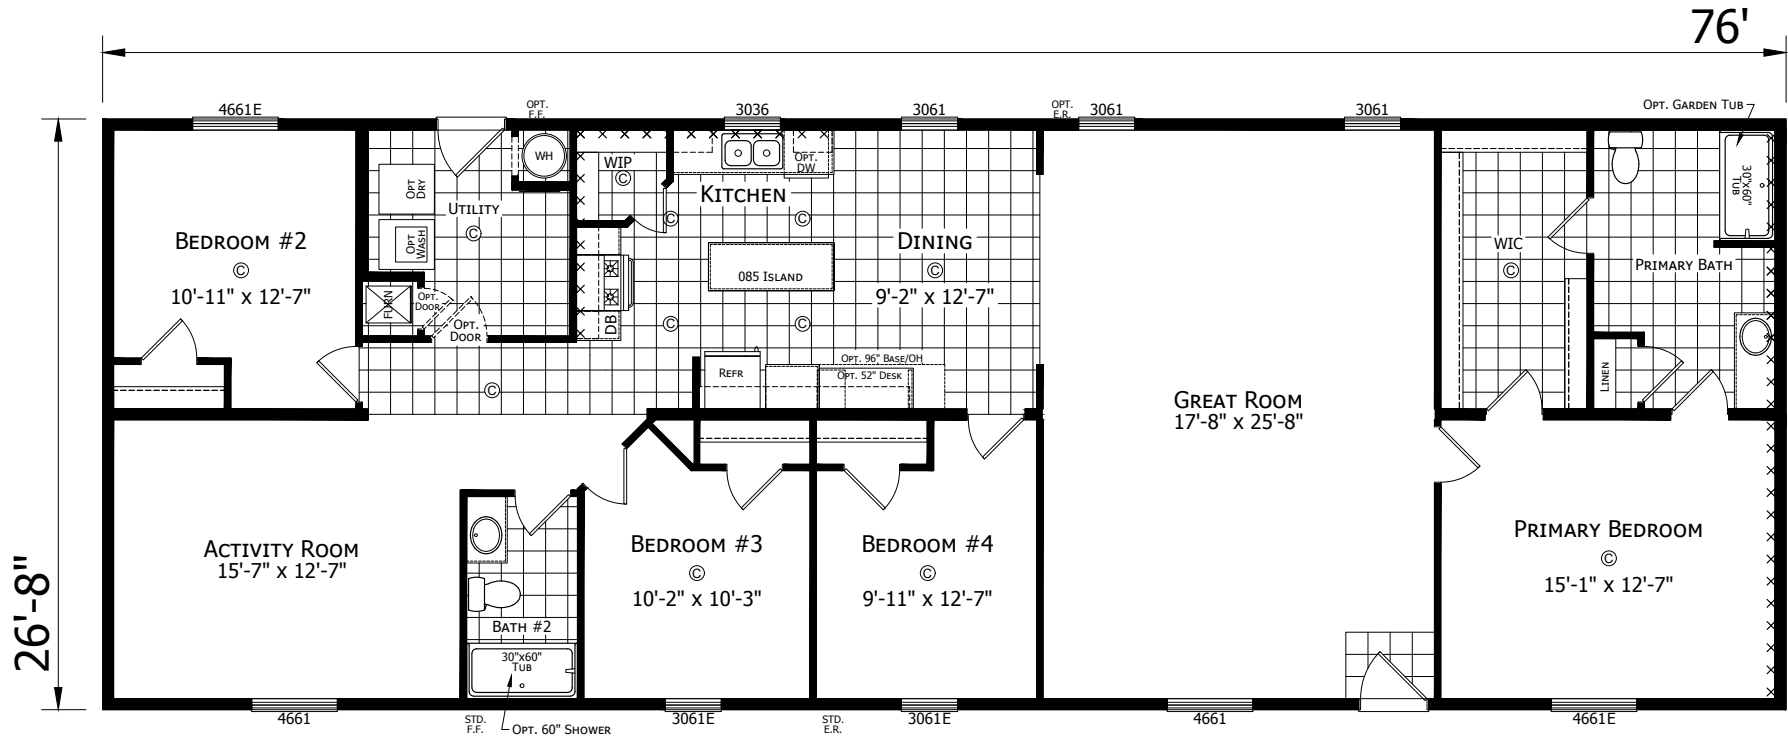 76'
4661E
OPT.
F.F.
3036
3061
OPT.
E.R.
3061
3061
OPT. GARDEN TUB
WH
WIP
OPT.
DW
OPT
DRY
KITCHEN
30"x60"
TUB
UTILITY
OPT
WASH
BEDROOM #2
10'-11" x 12'-7"
DINING
9'-2" x 12'-7"
WIC
PRIMARY BATH
085 ISLAND
FURN
OPT.
DOOR
OPT.
DOOR
DB
OPT. 96" BASE/OH
REFR
OPT. 52" DESK
LINEN
GREAT ROOM
17'-8" x 25'-8"
26'-8"
ACTIVITY ROOM
15'-7" x 12'-7"
BEDROOM #3
10'-2" x 10'-3"
BEDROOM #4
9'-11" x 12'-7"
PRIMARY BEDROOM
15'-1" x 12'-7"
BATH #2
30"x60"
TUB
4661
STD.
F.F.
OPT. 60" SHOWER
3061E
STD.
E.R.
3061E
4661
4661E
C
C
C
C
C
C
C
C
C
C
C
C
C